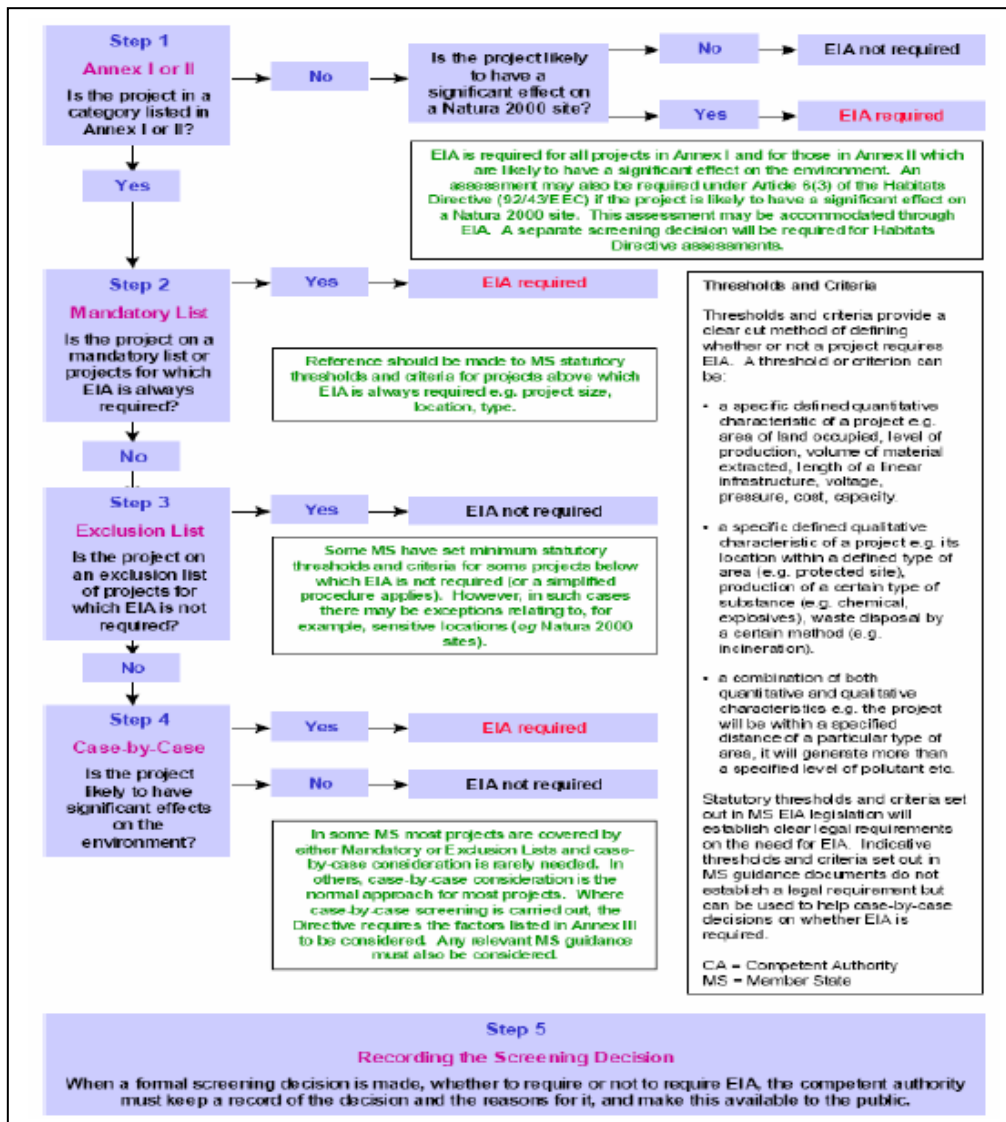 Step 1
Annex I or II
Is the project in a
category listed in
Annex I or II?
No
Is the project likely
to have a
significant effect on
a Natura 2000 site?
No
EIA not required
Yes
EIA required
EIA is required for all projects in Annex I and for those in Annex II which
are likely to have a significant effect on the environment. An
assessment may also be required under Article 6(3) of the Habitats
Directive (92/43/EEC) if the project is likely to have a significant effect on
a Natura 2000 site. This assessment may be accommodated through
EIA. A separate screening decision will be required for Habitats
Directive assessments.
Yes
Step 2
Mandatory List
Is the project on a
mandatory list or
projects for which
EIA is always
required?
Yes
EIA required
Reference should be made to MS statutory
thresholds and criteria for projects above which
EIA is always required e.g. project size,
location, type.
No
Step 3
Exclusion List
Is the project on
an exclusion list
of projects for
which EIA is not
required?
Yes
EIA not required
Some MS have set minimum statutory
thresholds and criteria for some projects below
which EIA is not required (or a simplified
procedure applies). However, in such cases
there may be exceptions relating to, for
example, sensitive locations (eg Natura 2000
sites).
No
Step 4
Case-by-Case
Is the project
likely to have
significant effects
on the
environment?
Yes
EIA required
No
EIA not required
In some MS most projects are covered by
either Mandatory or Exclusion Lists and case-
by-case consideration is rarely needed. In
others, case-by-case consideration is the
normal approach for most projects. Where
case-by-case screening is carried out, the
Directive requires the factors listed in Annex III
to be considered. Any relevant MS guidance
must also be considered.
Thresholds and Criteria
Thresholds and criteria provide a
clear cut method of defining
whether or not a project requires
EIA. A threshold or criterion can
be:
• a specific defined quantitative
characteristic of a project e.g.
area of land occupied, level of
production, volume of material
extracted, length of a linear
infrastructure, voltage,
pressure, cost, capacity.
• a specific defined qualitative
characteristic of a project e.g. its
location within a defined type of
area (e.g. protected site),
production of a certain type of
substance (e.g. chemical,
explosives), waste disposal by
a certain method (e.g.
incineration).
• a combination of both
quantitative and qualitative
characteristics e.g. the project
will be within a specified
distance of a particular type of
area, it will generate more than
a specified level of pollutant etc.
Statutory thresholds and criteria set
out in MS EIA legislation will
establish clear legal requirements
on the need for EIA. Indicative
thresholds and criteria set out in
MS guidance documents do not
establish a legal requirement but
can be used to help case-by-case
decisions on whether EIA is
required.
CA = Competent Authority
MS = Member State
Step 5
Recording the Screening Decision
When a formal screening decision is made, whether to require or not to require EIA, the competent authority
must keep a record of the decision and the reasons for it, and make this available to the public.